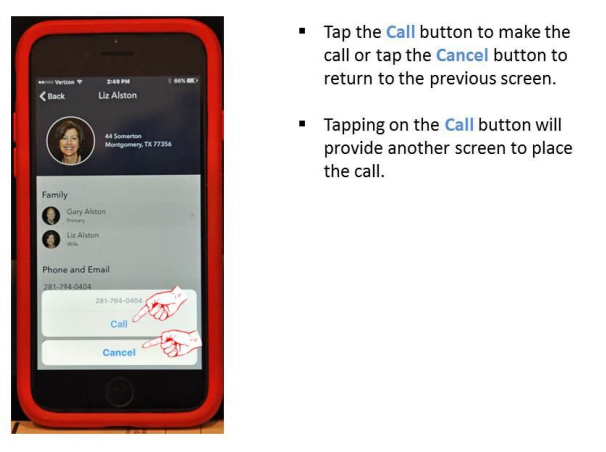 Verizon 2:49 PM 66%
Back Liz Alston
44 Somerton
Montgomery, TX 77356
Family
Gary Alston
Primary
Liz Alston
Wife
Phone and Email
281-794-0404
281-794-0404
Call
Cancel
▪ Tap the Call button to make the
call or tap the Cancel button to
return to the previous screen.
▪ Tapping on the Call button will
provide another screen to place
the call.